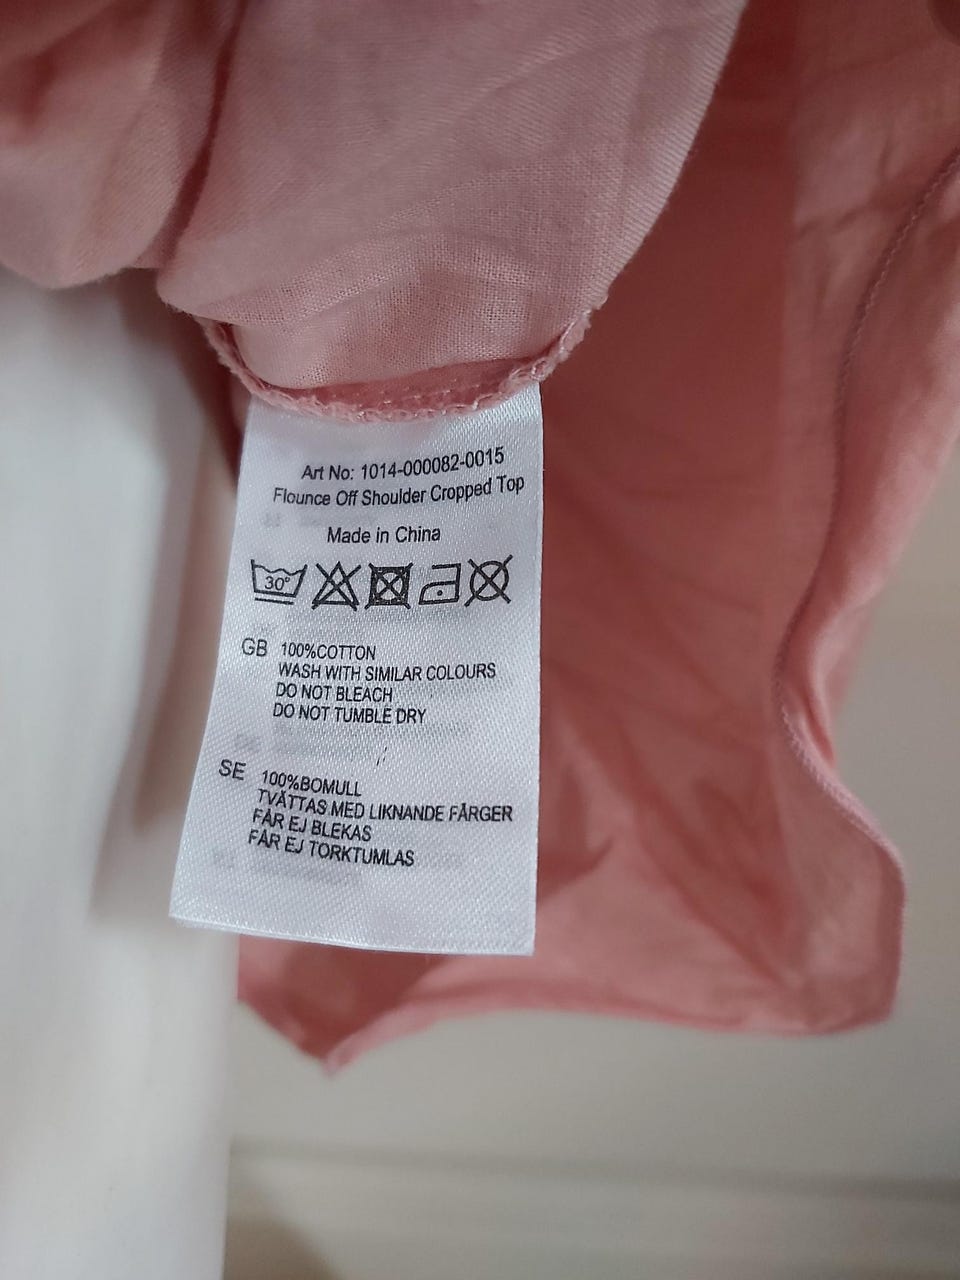 Art No: 1014-000082-0015
Flounce Off Shoulder Cropped Top
Made in China
30°
GB 100%COTTON
WASH WITH SIMILAR COLOURS
DO NOT BLEACH
DO NOT TUMBLE DRY
SE 100%BOMULL
TVÄTTAS MED LIKNANDE FÄRGER
FÅR EJ BLEKAS
FÅR EJ TORKTUMLAS